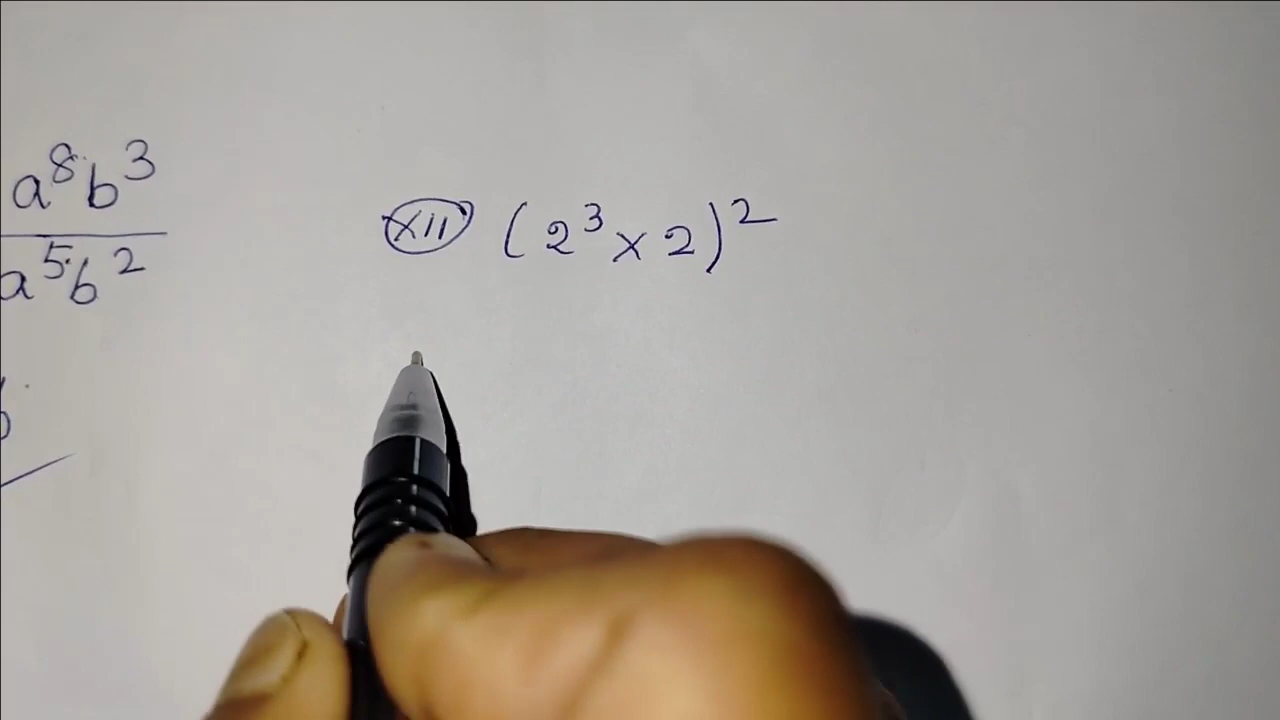 a⁸b³
a⁵b²
XII (2³ × 2)²